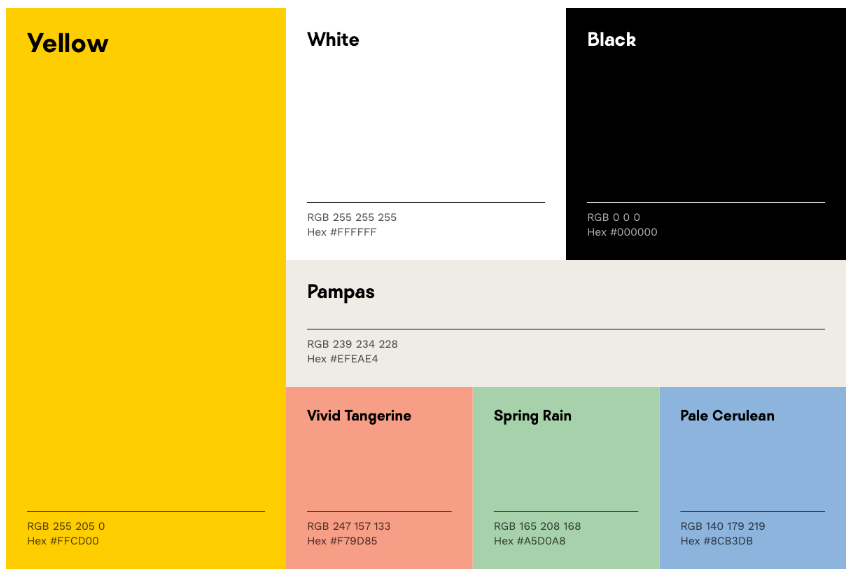 Yellow
RGB 255 205 0
Hex #FFCD00
White
RGB 255 255 255
Hex #FFFFFF
Black
RGB 0 0 0
Hex #000000
Pampas
RGB 239 234 228
Hex #EFEAE4
Vivid Tangerine
RGB 247 157 133
Hex #F79D85
Spring Rain
RGB 165 208 168
Hex #A5D0A8
Pale Cerulean
RGB 140 179 219
Hex #8CB3DB